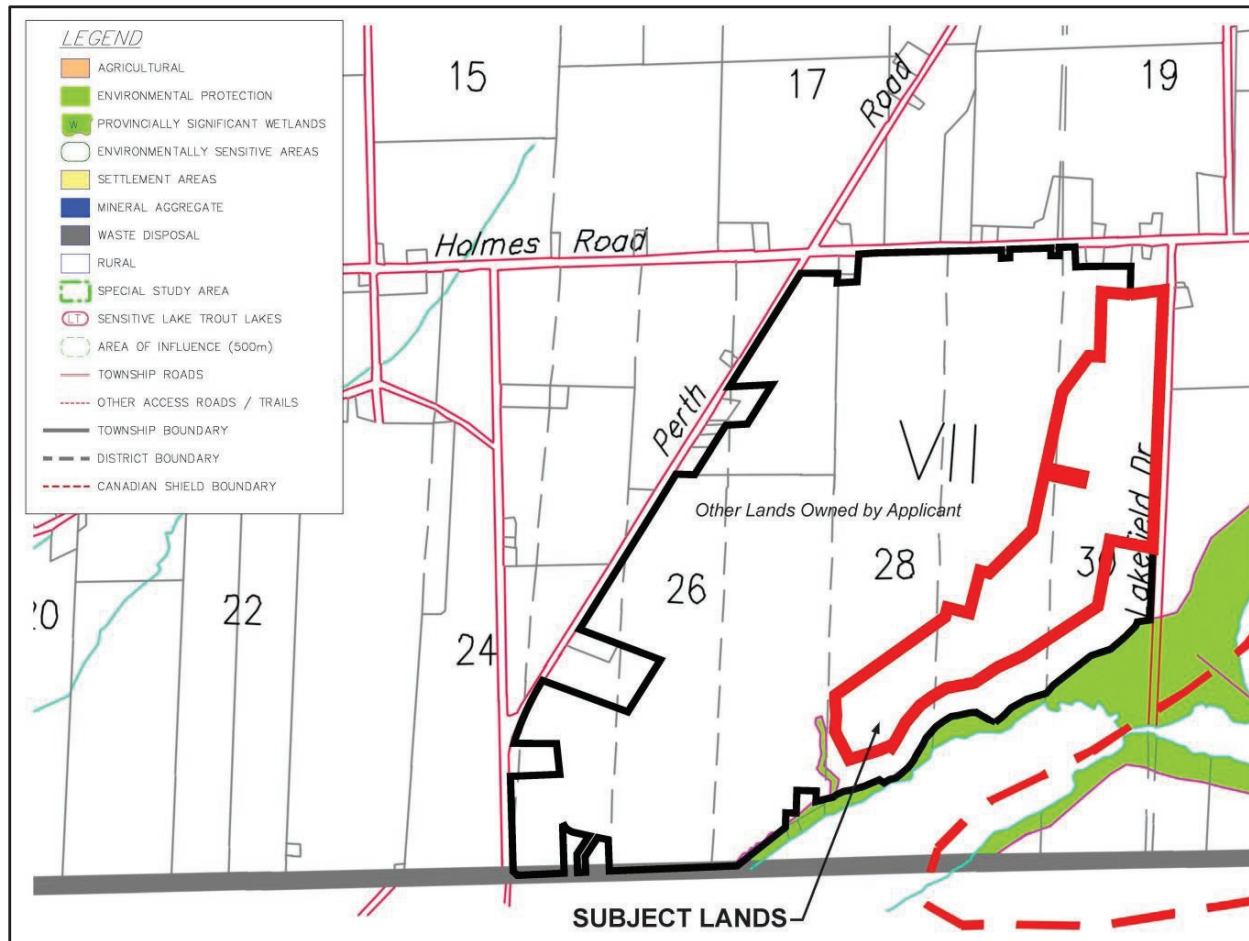 LEGEND
AGRICULTURAL
ENVIRONMENTAL PROTECTION
W PROVINCIALLY SIGNIFICANT WETLANDS
ENVIRONMENTALLY SENSITIVE AREAS
SETTLEMENT AREAS
MINERAL AGGREGATE
WASTE DISPOSAL
RURAL
SPECIAL STUDY AREA
LT SENSITIVE LAKE TROUT LAKES
AREA OF INFLUENCE (500m)
TOWNSHIP ROADS
OTHER ACCESS ROADS / TRAILS
TOWNSHIP BOUNDARY
DISTRICT BOUNDARY
CANADIAN SHIELD BOUNDARY
15
17
Road
19
Holmes Road
Perth
VII
Other Lands Owned by Applicant
Lakefield Dr
20
22
24
26
28
30
SUBJECT LANDS